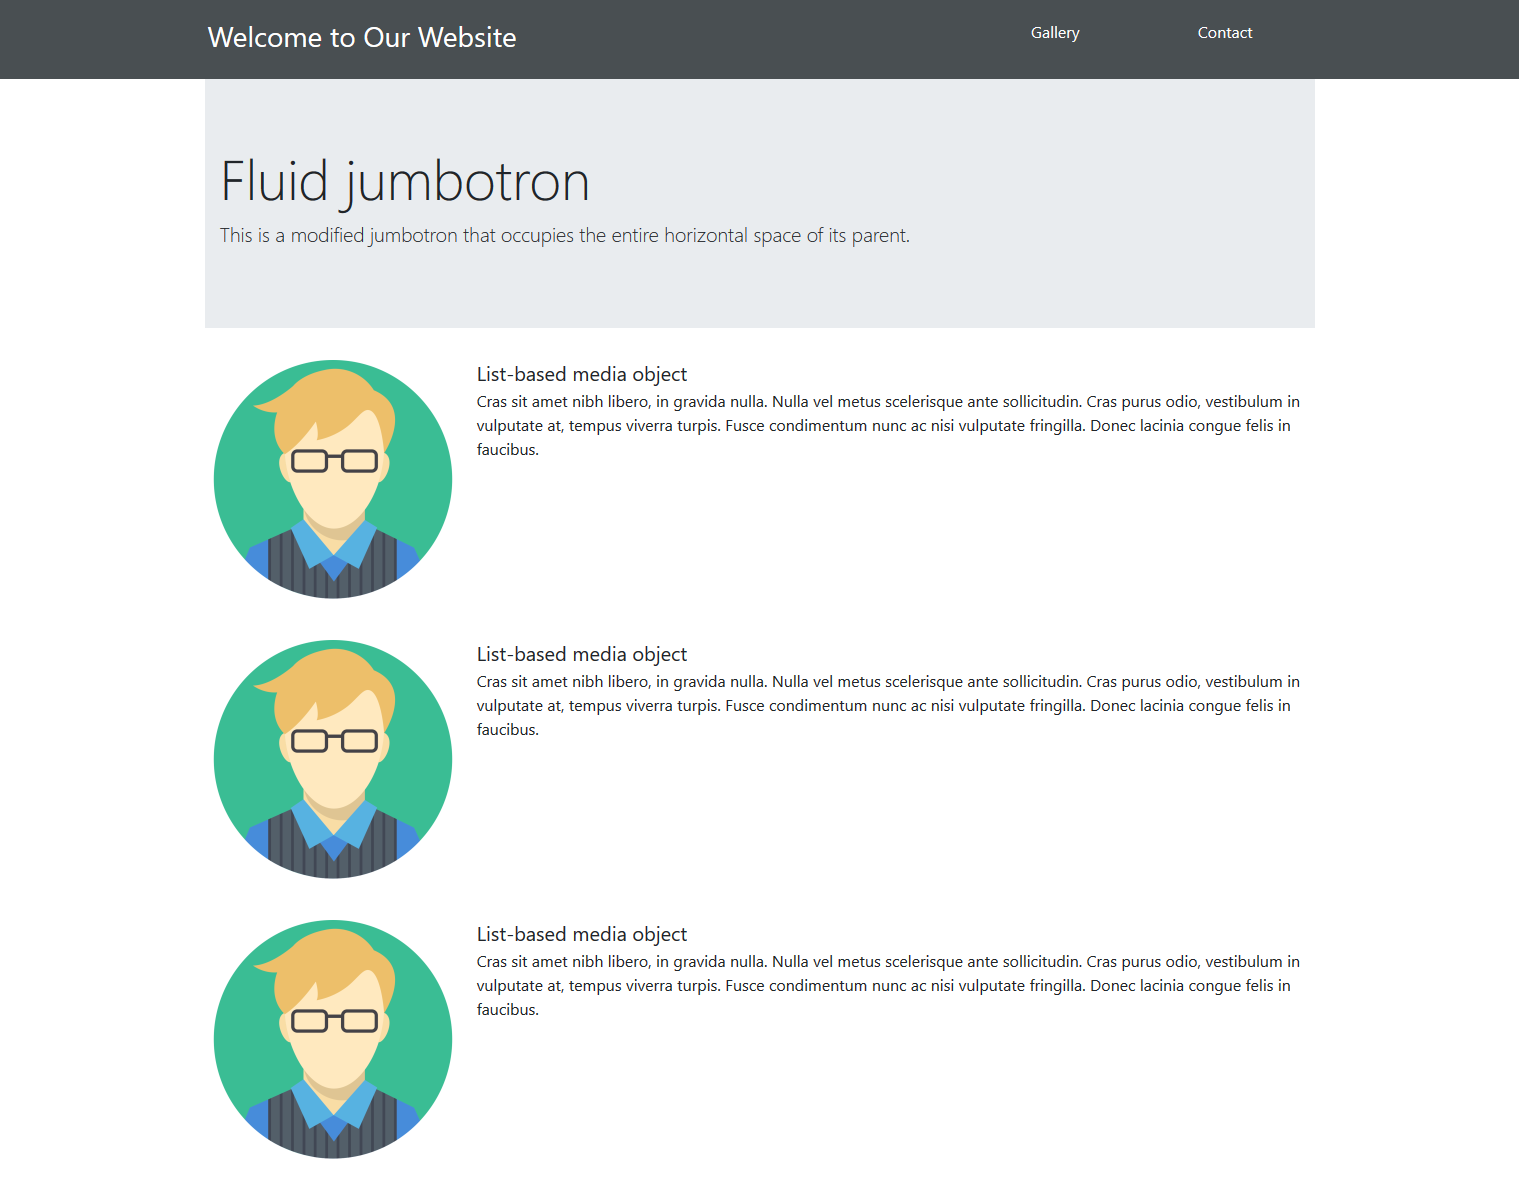 Welcome to Our Website
Gallery
Contact
Fluid jumbotron
This is a modified jumbotron that occupies the entire horizontal space of its parent.
List-based media object
Cras sit amet nibh libero, in gravida nulla. Nulla vel metus scelerisque ante sollicitudin. Cras purus odio, vestibulum in
vulputate at, tempus viverra turpis. Fusce condimentum nunc ac nisi vulputate fringilla. Donec lacinia congue felis in
faucibus.
List-based media object
Cras sit amet nibh libero, in gravida nulla. Nulla vel metus scelerisque ante sollicitudin. Cras purus odio, vestibulum in
vulputate at, tempus viverra turpis. Fusce condimentum nunc ac nisi vulputate fringilla. Donec lacinia congue felis in
faucibus.
List-based media object
Cras sit amet nibh libero, in gravida nulla. Nulla vel metus scelerisque ante sollicitudin. Cras purus odio, vestibulum in
vulputate at, tempus viverra turpis. Fusce condimentum nunc ac nisi vulputate fringilla. Donec lacinia congue felis in
faucibus.